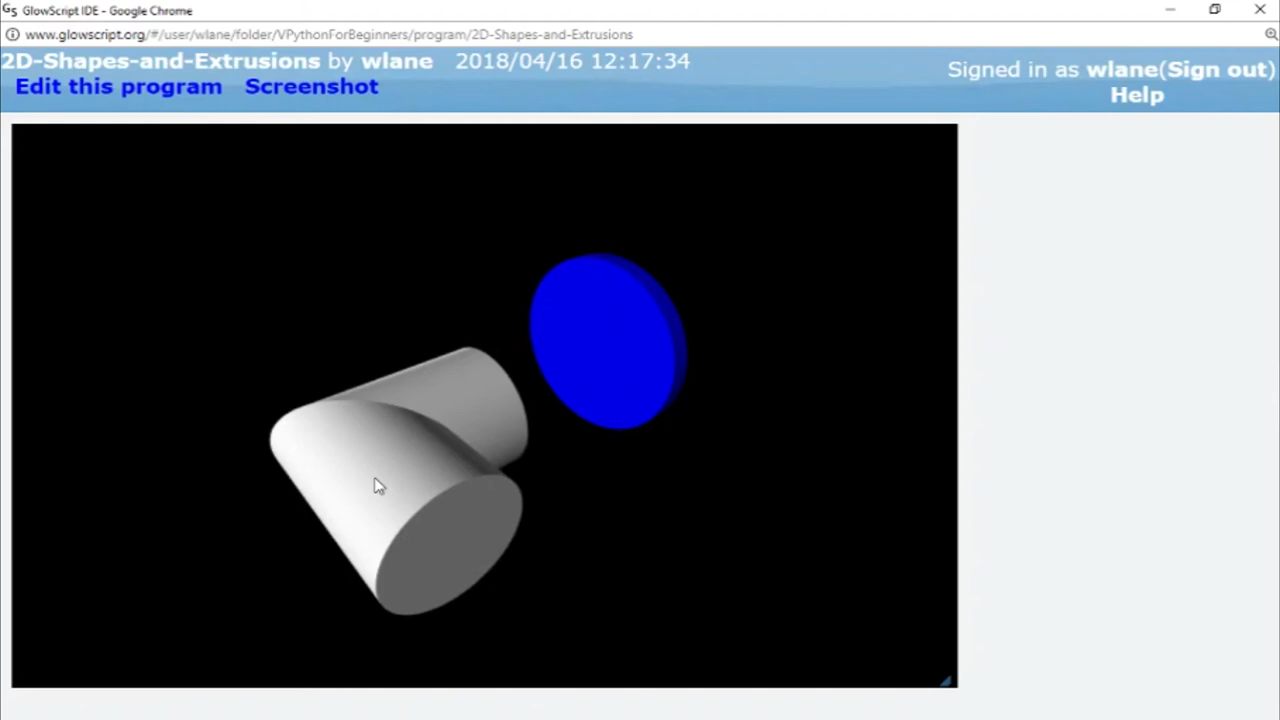 GS GlowScript IDE - Google Chrome
www.glowscript.org/#/user/wlane/folder/VPythonForBeginners/program/2D-Shapes-and-Extrusions
2D-Shapes-and-Extrusions by wlane 2018/04/16 12:17:34
Signed in as wlane(Sign out)
Edit this program Screenshot
Help